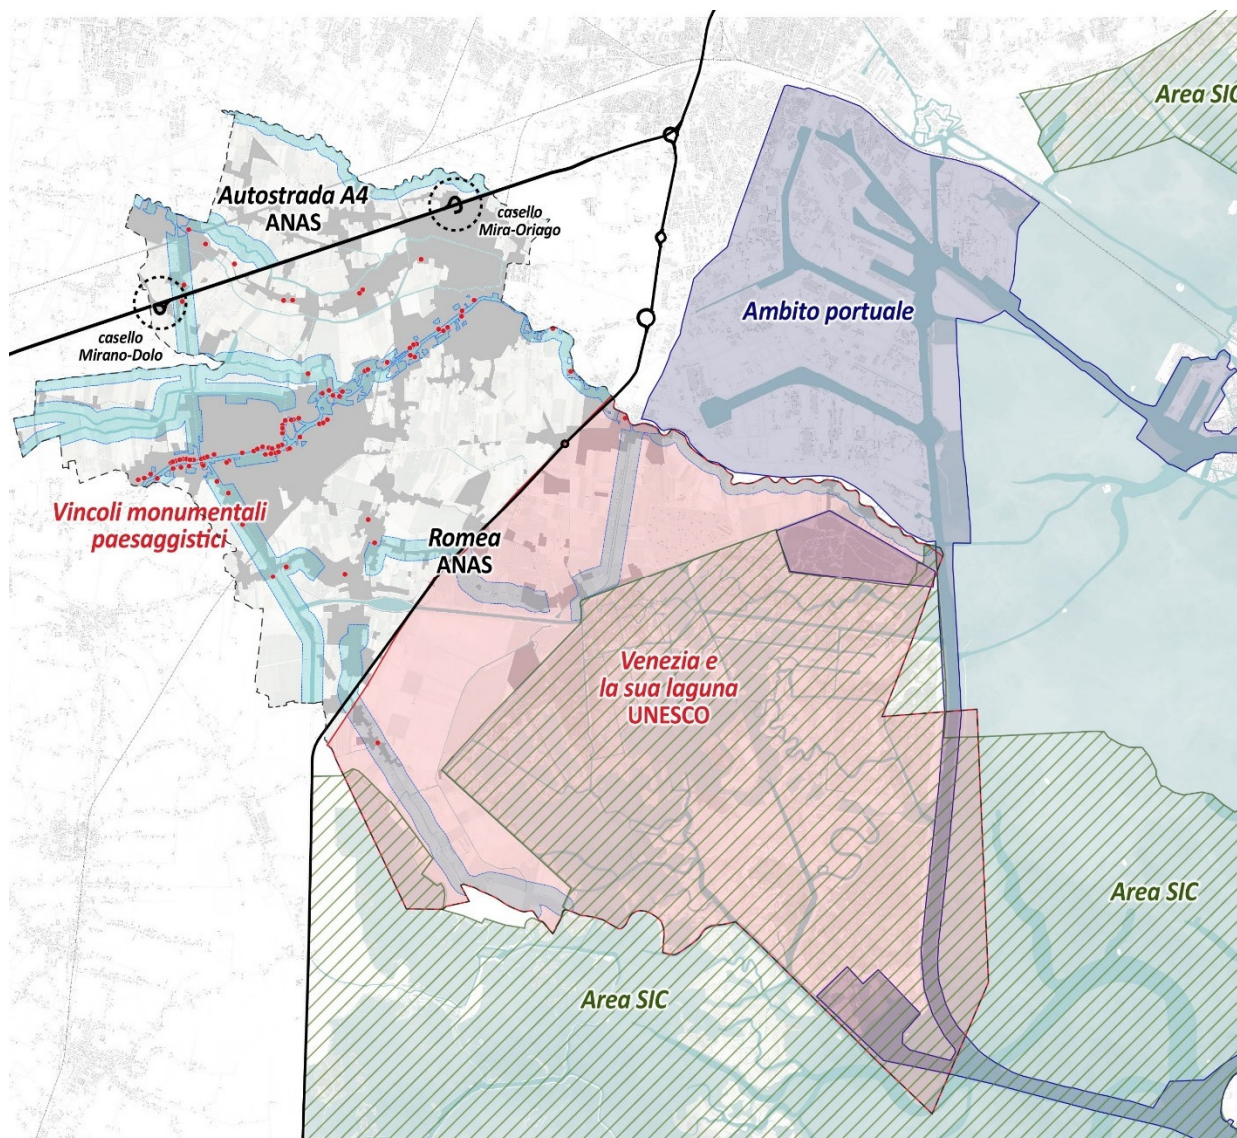 Area SIC
Autostrada A4
ANAS
casello
Mira-Oriago
Ambito portuale
casello
Mirano-Dolo
Vincoli monumentali
paesaggistici
Romea
ANAS
Venezia e
la sua laguna
UNESCO
Area SIC
Area SIC